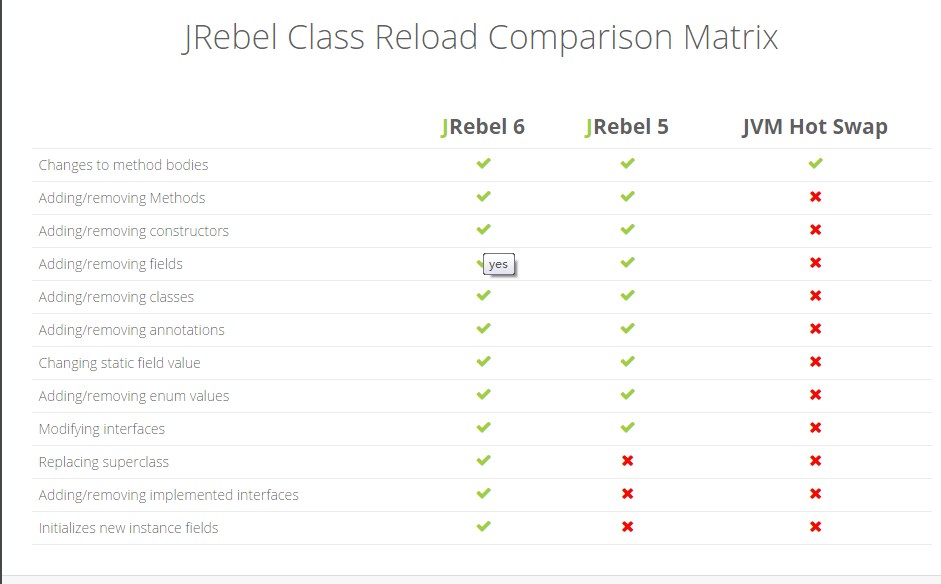 JRebel Class Reload Comparison Matrix
JRebel 6 JRebel 5 JVM Hot Swap
Changes to method bodies
Adding/removing Methods
Adding/removing constructors
Adding/removing fields yes
Adding/removing classes
Adding/removing annotations
Changing static field value
Adding/removing enum values
Modifying interfaces
Replacing superclass
Adding/removing implemented interfaces
Initializes new instance fields